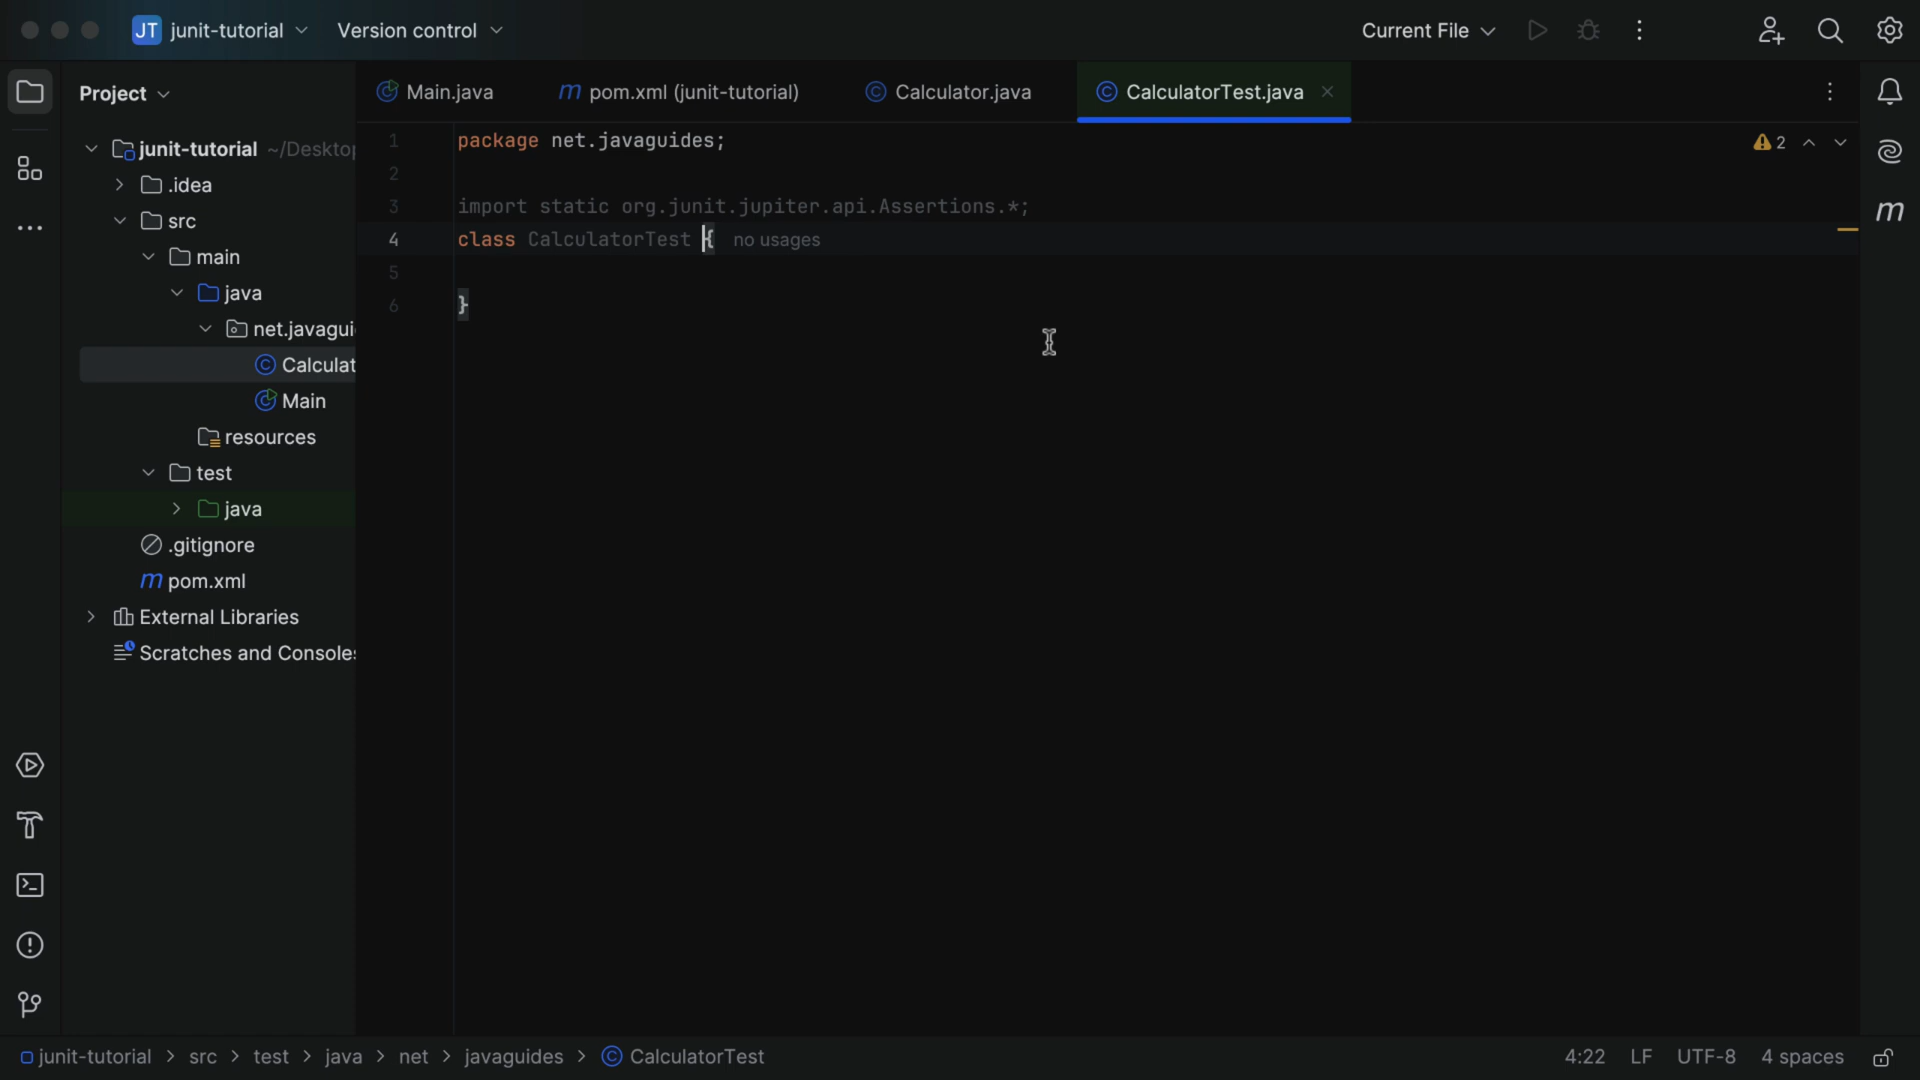 JT junit-tutorial Version control Current File
Project
Main.java
pom.xml (junit-tutorial)
Calculator.java
CalculatorTest.java
junit-tutorial ~/Desktop
.idea
src
main
java
net.javagui
Calculat
Main
resources
test
java
.gitignore
pom.xml
External Libraries
Scratches and Consoles
1 package net.javaguides;
2
3 import static org.junit.jupiter.api.Assertions.*;
4 class CalculatorTest { no usages
5
6 }
2
junit-tutorial > src > test > java > net > javaguides > CalculatorTest
4:22 LF UTF-8 4 spaces